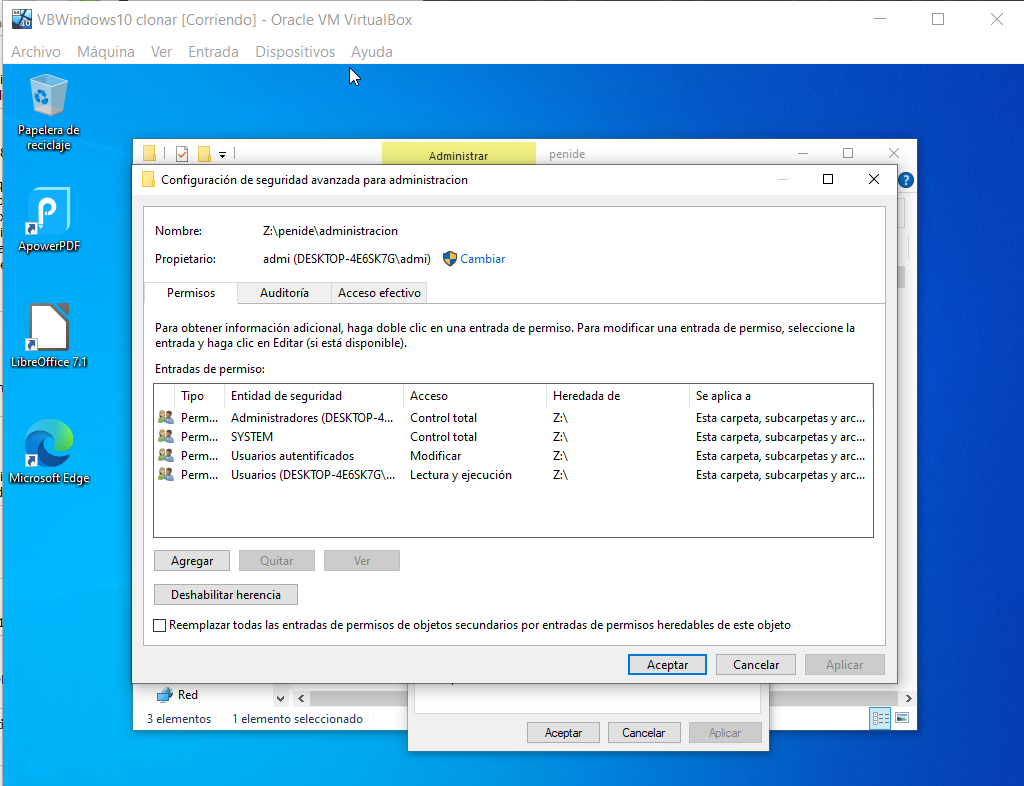 VBWindows10 clonar [Corriendo] - Oracle VM VirtualBox
Archivo Máquina Ver Entrada Dispositivos Ayuda
Papelera de
reciclaje
ApowerPDF
LibreOffice 7.1
Microsoft Edge
Administrar penide
Configuración de seguridad avanzada para administracion
Nombre: Z:\penide\administracion
Propietario: admi (DESKTOP-4E6SK7G\admi) Cambiar
Permisos Auditoría Acceso efectivo
Para obtener información adicional, haga doble clic en una entrada de permiso. Para modificar una entrada de permiso, seleccione la
entrada y haga clic en Editar (si está disponible).
Entradas de permiso:
Tipo Entidad de seguridad Acceso Heredada de Se aplica a
Perm... Administradores (DESKTOP-4... Control total Z:\ Esta carpeta, subcarpetas y arc...
Perm... SYSTEM Control total Z:\ Esta carpeta, subcarpetas y arc...
Perm... Usuarios autentificados Modificar Z:\ Esta carpeta, subcarpetas y arc...
Perm... Usuarios (DESKTOP-4E6SK7G\... Lectura y ejecución Z:\ Esta carpeta, subcarpetas y arc...
Agregar Quitar Ver
Deshabilitar herencia
Reemplazar todas las entradas de permisos de objetos secundarios por entradas de permisos heredables de este objeto
Aceptar Cancelar Aplicar
Red
3 elementos 1 elemento seleccionado
Aceptar Cancelar Aplicar